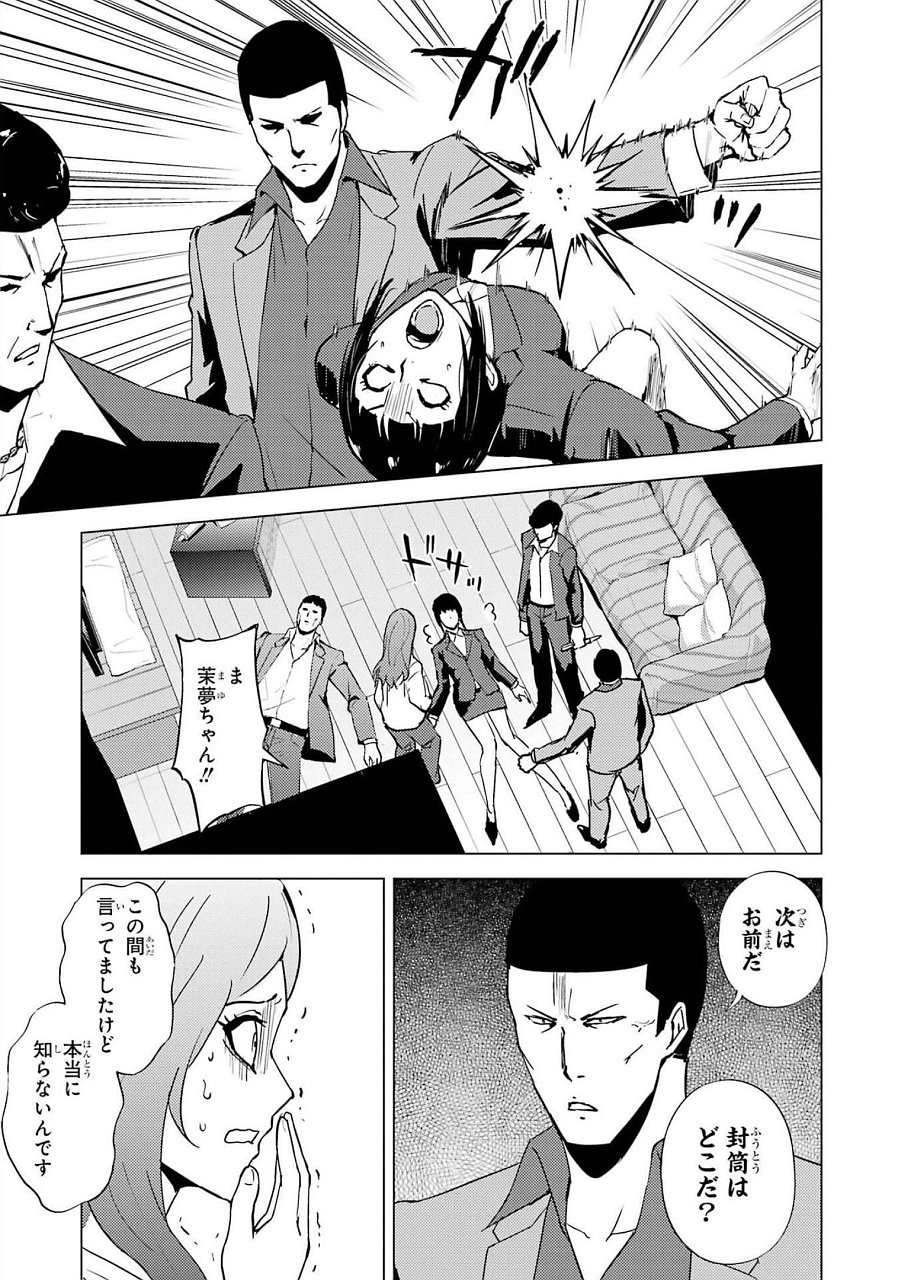 ドガッ
ドサッ
ま
茉夢ちゃん!!
次は
お前だ
封筒は
どこだ?
この間も
言ってましたけど
本当に
知らないんです